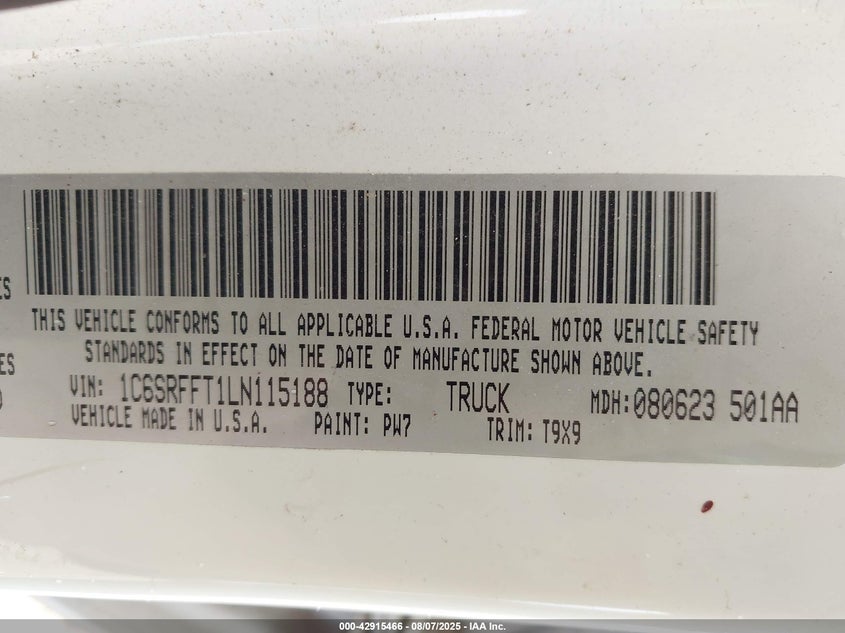 ES
THIS VEHICLE CONFORMS TO ALL APPLICABLE U.S.A. FEDERAL MOTOR VEHICLE SAFETY
ES
STANDARDS IN EFFECT ON THE DATE OF MANUFACTURE SHOWN ABOVE.
VIN: 1C6SRFFT1LN115188 TYPE: TRUCK MDH:080623 501AA
VEHICLE MADE IN U.S.A. PAINT: PW7 TRIM: T9X9
000-42915466 - 08/07/2025 - IAA Inc.